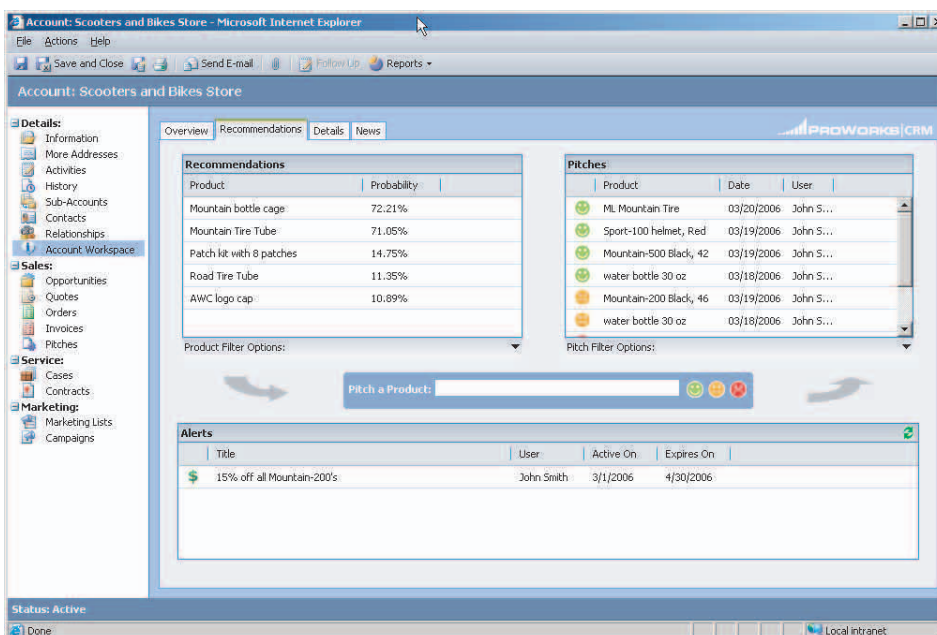 Account: Scooters and Bikes Store - Microsoft Internet Explorer
File Actions Help
Save and Close Send E-mail Follow Up Reports
Account: Scooters and Bikes Store
Details:
Information
More Addresses
Activities
History
Sub-Accounts
Contacts
Relationships
Account Workspace
Sales:
Opportunities
Quotes
Orders
Invoices
Pitches
Service:
Cases
Contracts
Marketing:
Marketing Lists
Campaigns
Overview Recommendations Details News
PROWORKS|CRM
Recommendations
Product Probability
Mountain bottle cage 72.21%
Mountain Tire Tube 71.05%
Patch kit with 8 patches 14.75%
Road Tire Tube 11.35%
AWC logo cap 10.89%
Product Filter Options:
Pitches
Product Date User
ML Mountain Tire 03/20/2006 John S...
Sport-100 helmet, Red 03/19/2006 John S...
Mountain-500 Black, 42 03/19/2006 John S...
water bottle 30 oz 03/18/2006 John S...
Mountain-200 Black, 46 03/19/2006 John S...
water bottle 30 oz 03/18/2006 John S...
Pitch Filter Options:
Pitch a Product:
Alerts
Title User Active On Expires On
$ 15% off all Mountain-200's John Smith 3/1/2006 4/30/2006
Status: Active
Done Local intranet